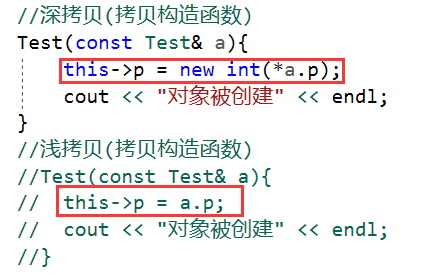 //深拷贝(拷贝构造函数)
Test(const Test& a){
this->p = new int(*a.p);
cout << "对象被创建" << endl;
}
//浅拷贝(拷贝构造函数)
//Test(const Test& a){
// this->p = a.p;
// cout << "对象被创建" << endl;
//}